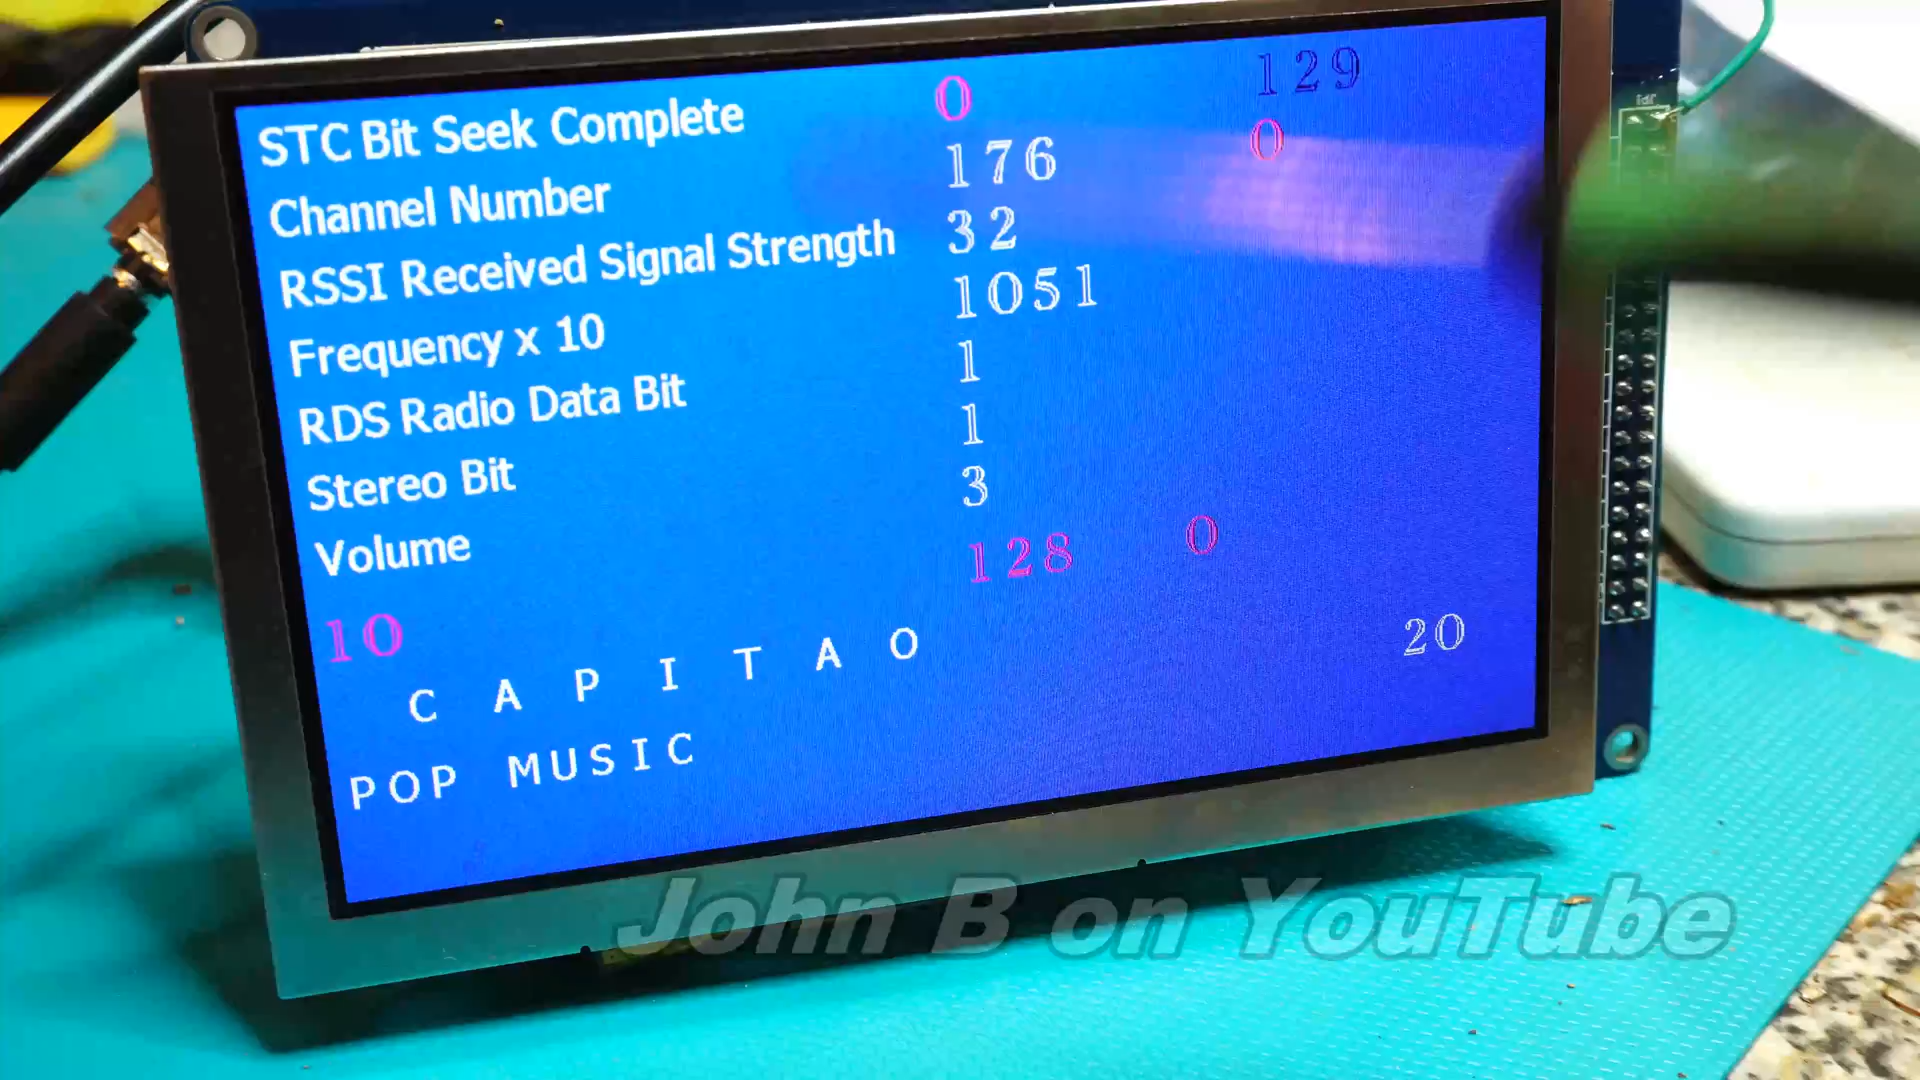 STC Bit Seek Complete 0 129
Channel Number 176 0
RSSI Received Signal Strength 32
Frequency x 10 1051
RDS Radio Data Bit 1
Stereo Bit 1
Volume 3
128 0
10
C A P I T A O 20
POP MUSIC
John B on YouTube